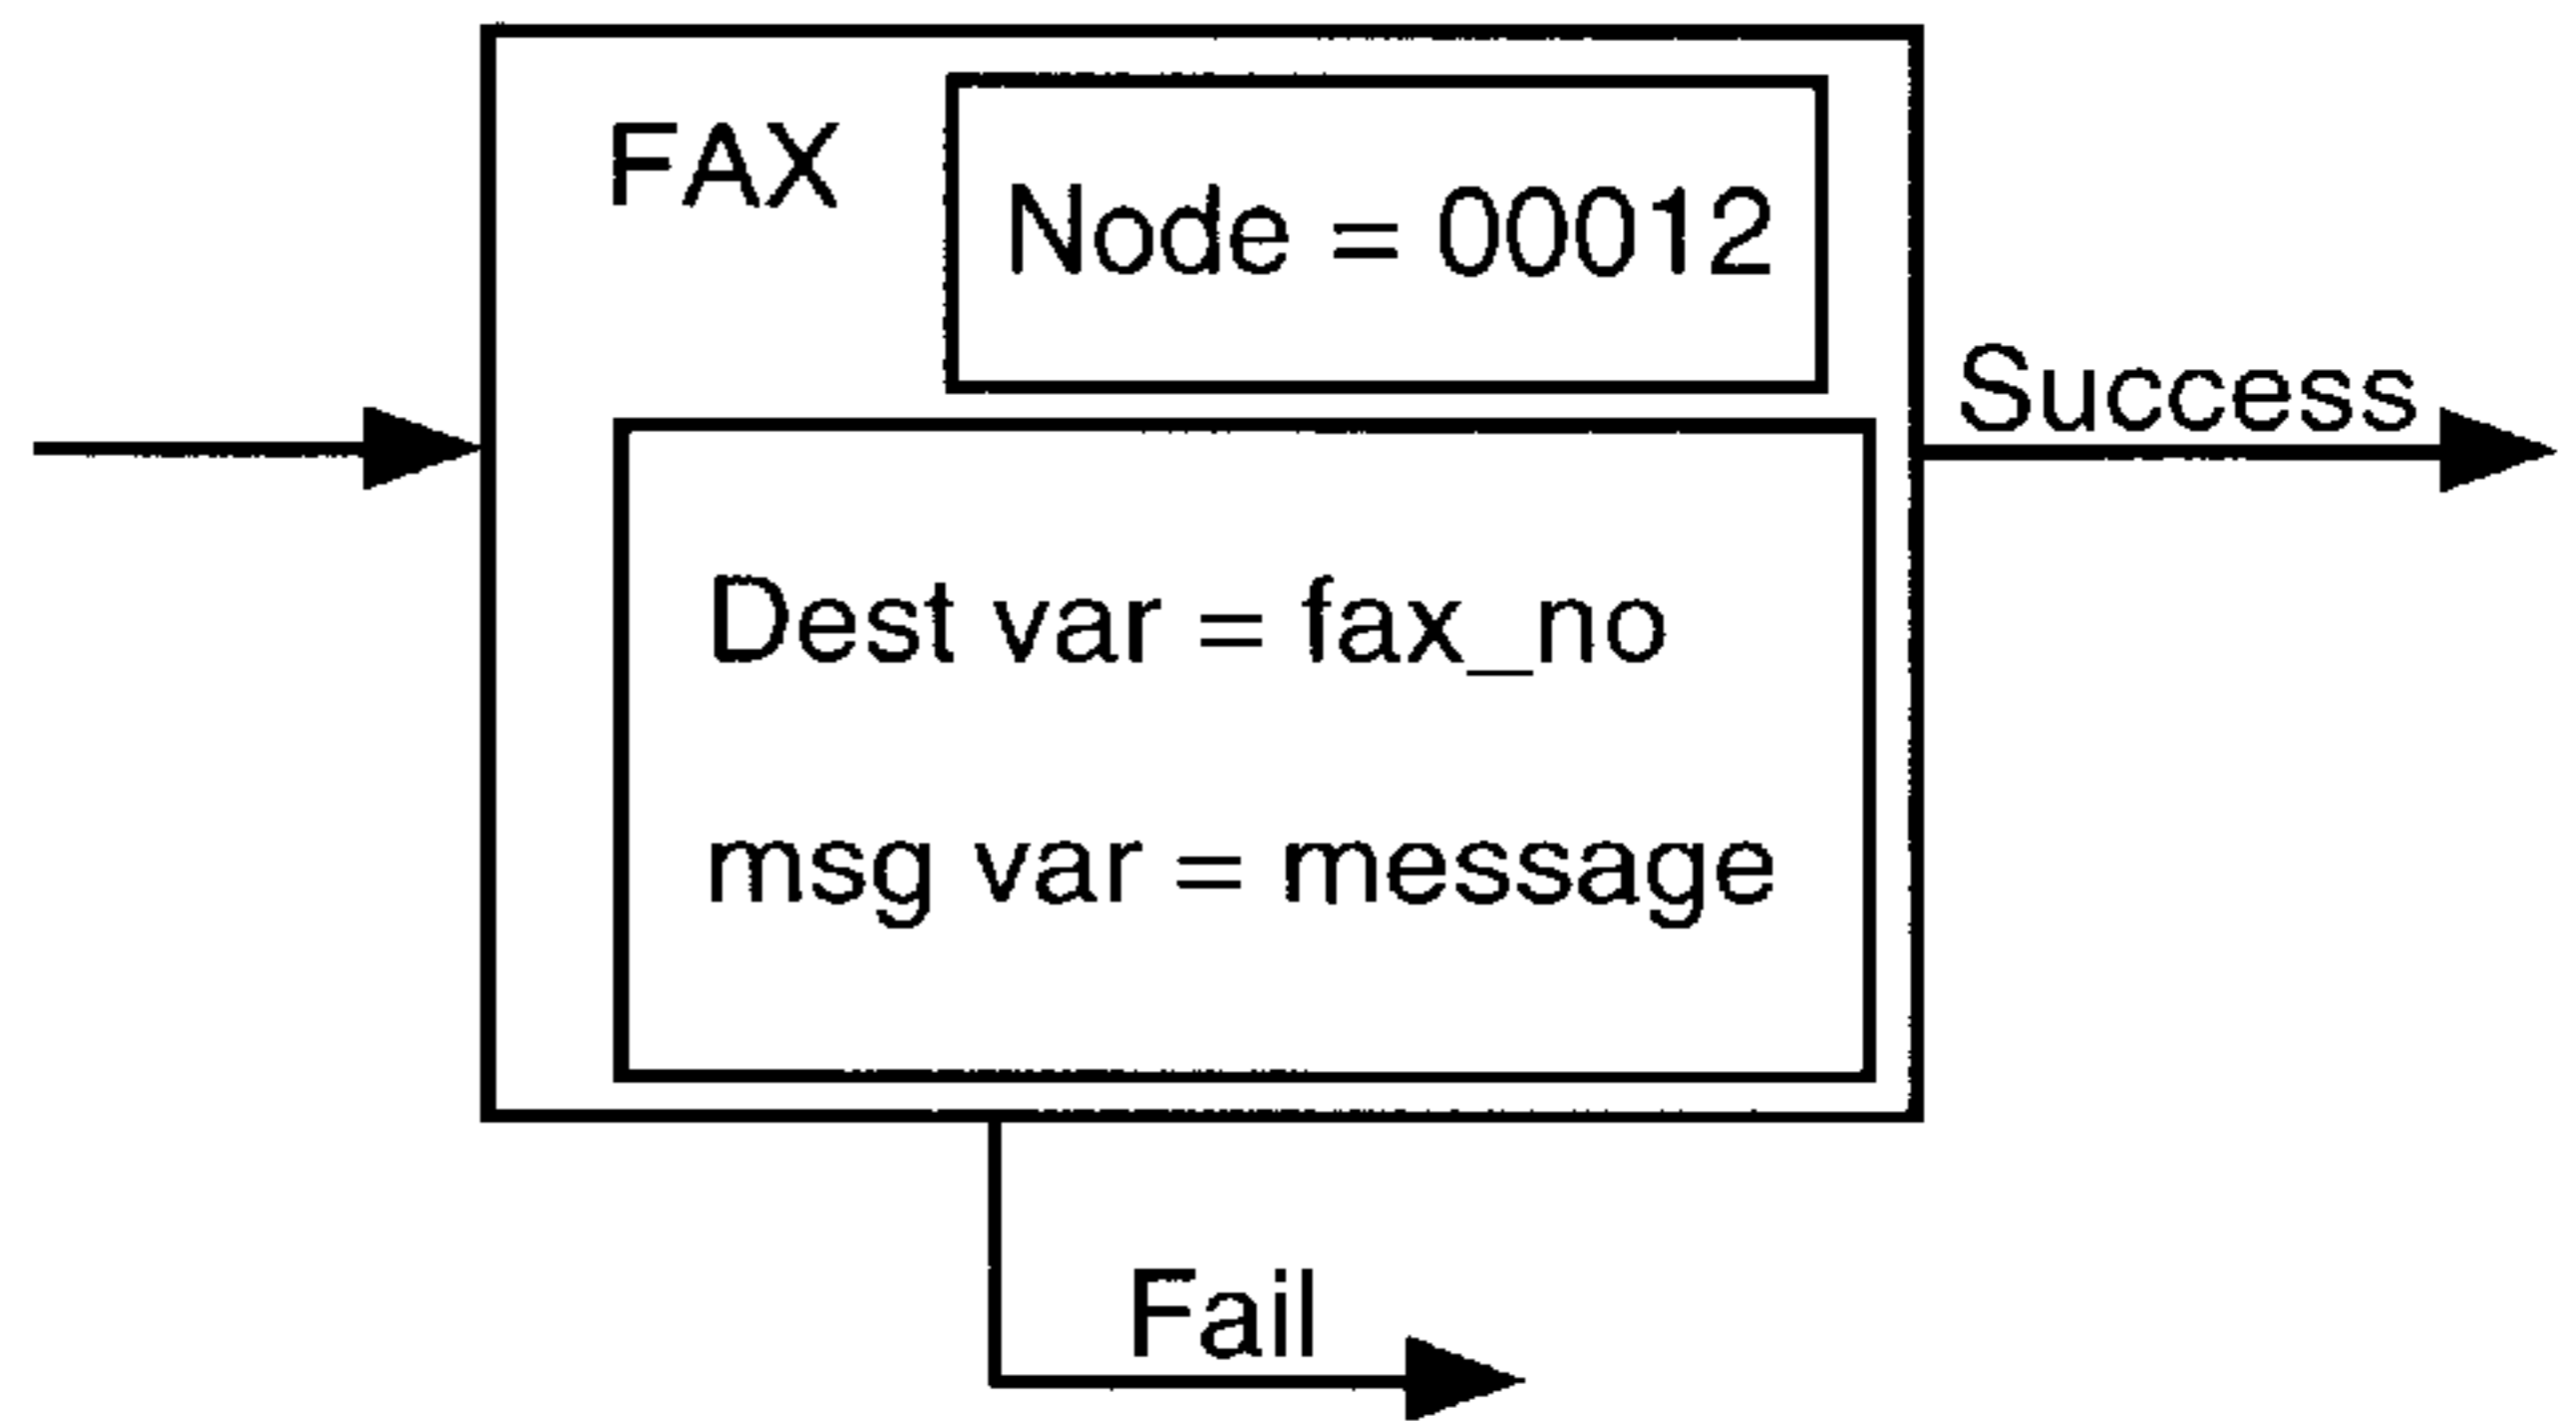 FAX
Node = 00012
Success
Dest var = fax_no
msg var = message
Fail